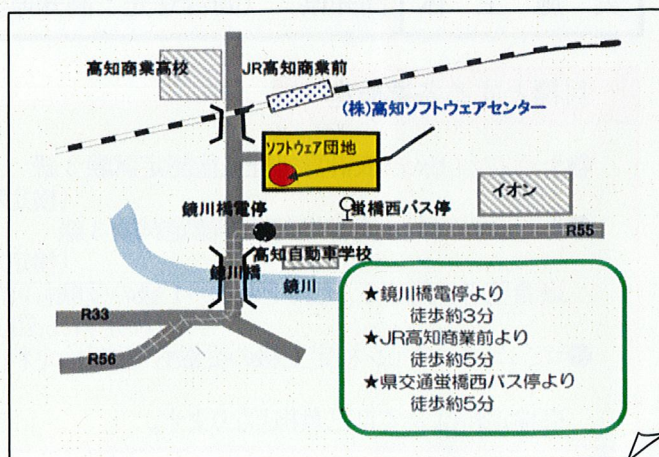 高知商業高校
JR高知商業前
(株)高知ソフトウェアセンター
ソフトウェア団地
イオン
鏡川橋電停
蛍橋西バス停
R55
高知自動車学校
鏡川橋
鏡川
R33
R56
★鏡川橋電停より
徒歩約3分
★JR高知商業前より
徒歩約5分
★県交通蛍橋西バス停より
徒歩約5分